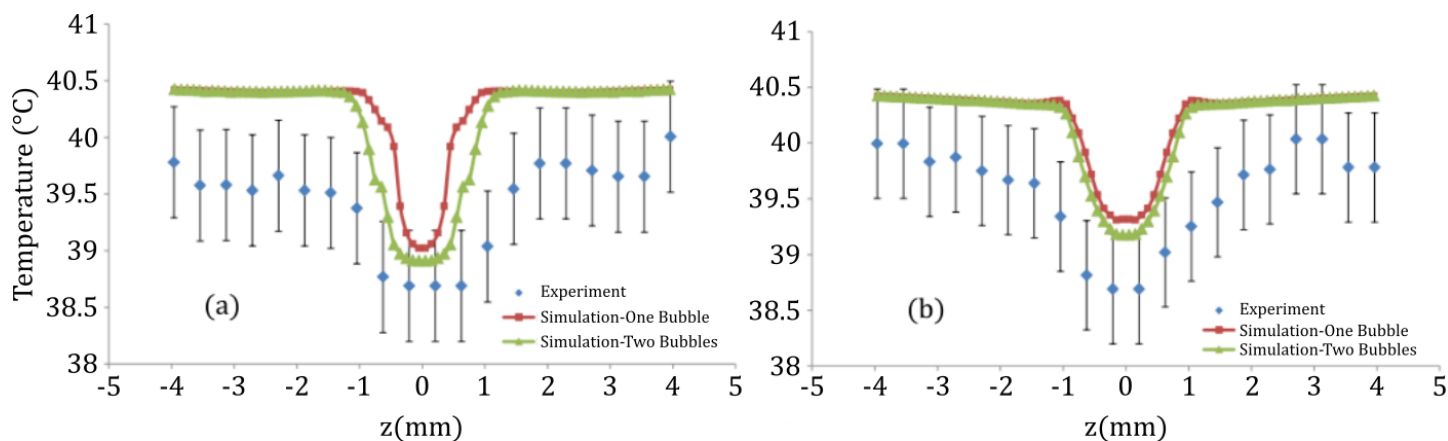 41
40.5
40
39.5
39
38.5
38
Temperature (°C)
(a)
Experiment
Simulation-One Bubble
Simulation-Two Bubbles
-5 -4 -3 -2 -1 0 1 2 3 4 5
z(mm)
41
40.5
40
39.5
39
38.5
38
(b)
Experiment
Simulation-One Bubble
Simulation-Two Bubbles
-5 -4 -3 -2 -1 0 1 2 3 4 5
z(mm)